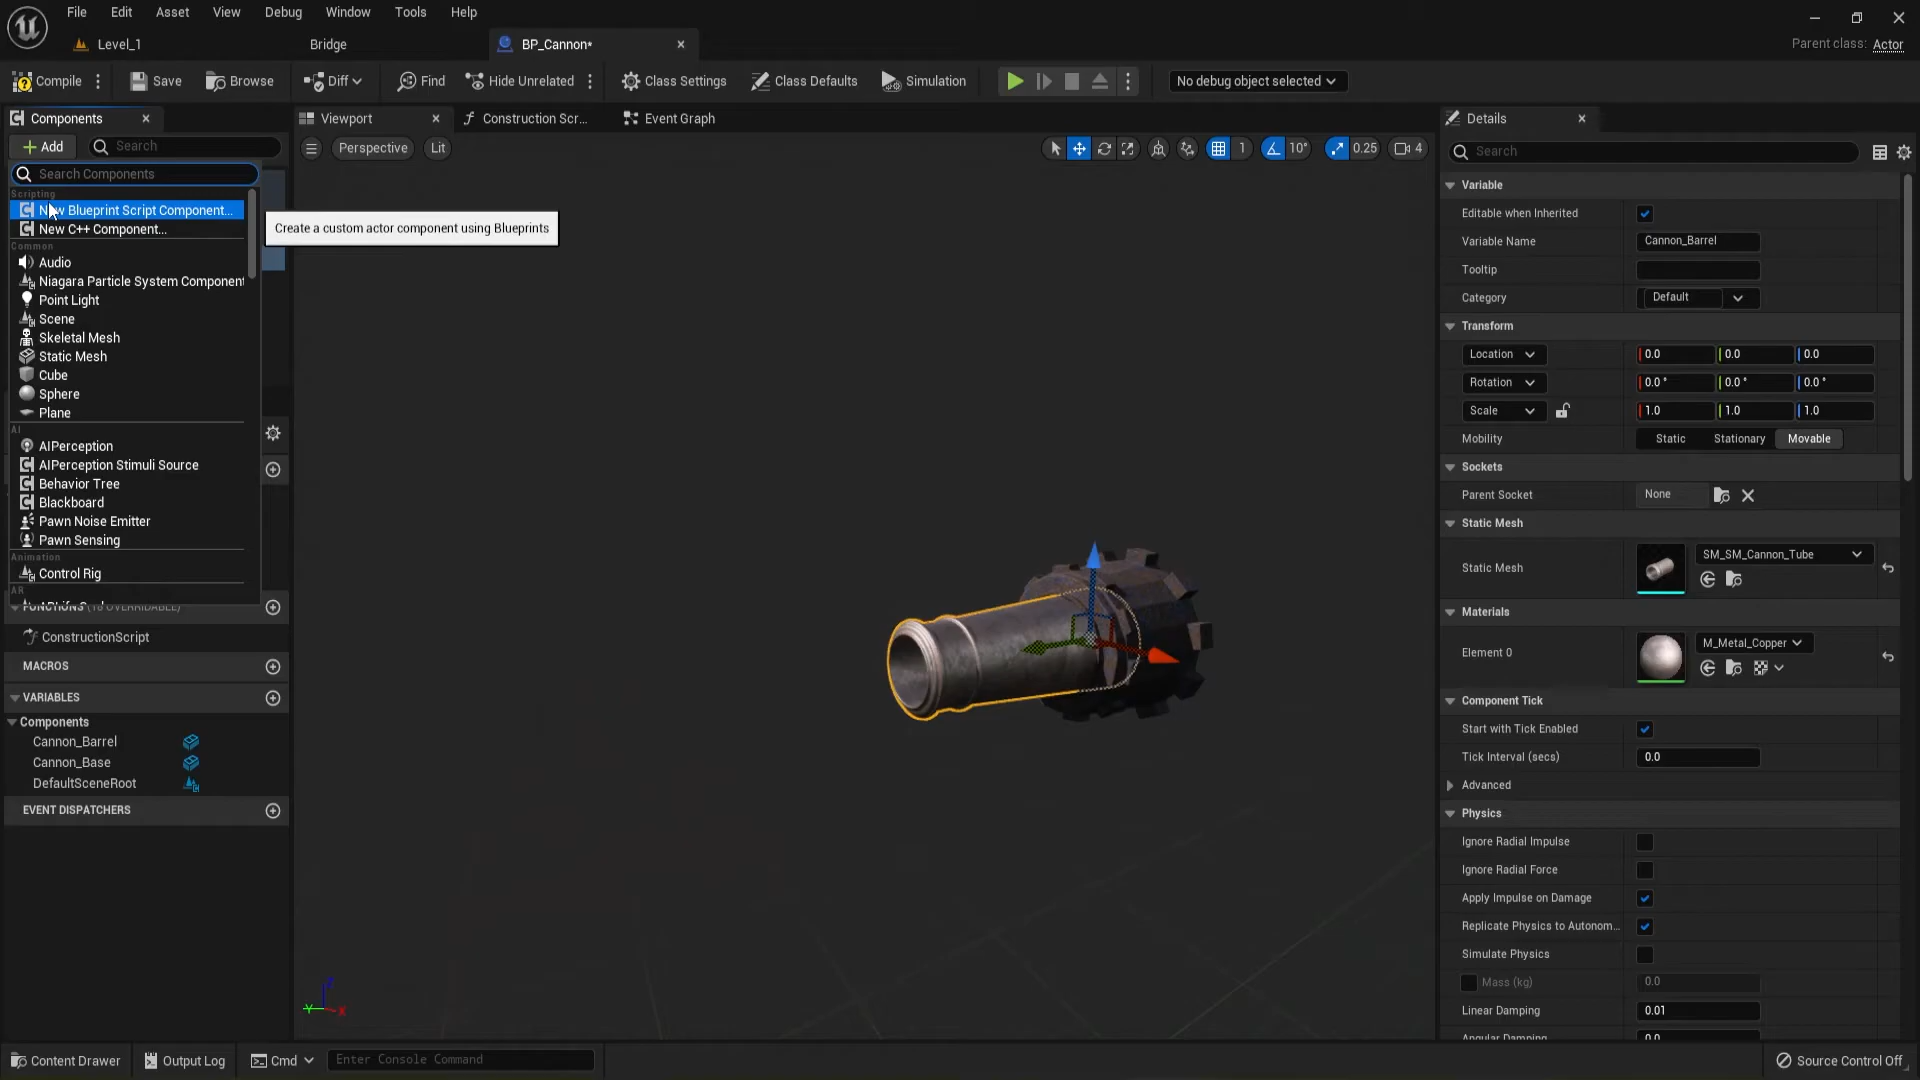 File Edit Asset View Debug Window Tools Help
Level_1 Bridge BP_Cannon* Parent class: Actor
Compile Save Browse Diff Find Hide Unrelated Class Settings Class Defaults Simulation No debug object selected
Components Viewport Construction Scr... Event Graph Details
Add Search Perspective Lit 1 10° 0.25 4 Search
Search Components
Scripting
New Blueprint Script Component...
Create a custom actor component using Blueprints
New C++ Component...
Common
Audio
Niagara Particle System Component
Point Light
Scene
Skeletal Mesh
Static Mesh
Cube
Sphere
Plane
AI
AIPerception
AIPerception Stimuli Source
Behavior Tree
Blackboard
Pawn Noise Emitter
Pawn Sensing
Animation
Control Rig
AR
ConstructionScript
MACROS
VARIABLES
Components
Cannon_Barrel
Cannon_Base
DefaultSceneRoot
EVENT DISPATCHERS
Z
Y X
Variable
Editable when Inherited
Variable Name Cannon_Barrel
Tooltip
Category Default
Transform
Location 0.0 0.0 0.0
Rotation 0.0 ° 0.0 ° 0.0 °
Scale 1.0 1.0 1.0
Mobility Static Stationary Movable
Sockets
Parent Socket None
Static Mesh
Static Mesh SM_SM_Cannon_Tube
Materials
Element 0 M_Metal_Copper
Component Tick
Start with Tick Enabled
Tick Interval (secs) 0.0
Advanced
Physics
Ignore Radial Impulse
Ignore Radial Force
Apply Impulse on Damage
Replicate Physics to Autonom...
Simulate Physics
Mass (kg) 0.0
Linear Damping 0.01
Angular Damping 0.0
Content Drawer Output Log Cmd Enter Console Command Source Control Off